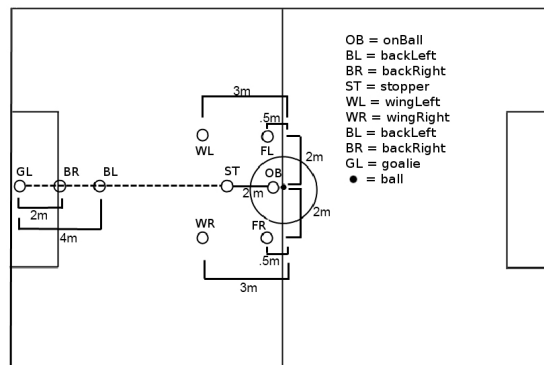 OB = onBall
BL = backLeft
BR = backRight
ST = stopper
WL = wingLeft
WR = wingRight
BL = backLeft
BR = backRight
GL = goalie
= ball
3m
.5m
WL
FL
2m
GL
BR
BL
ST
OB
2m
2m
2m
4m
WR
FR
.5m
3m